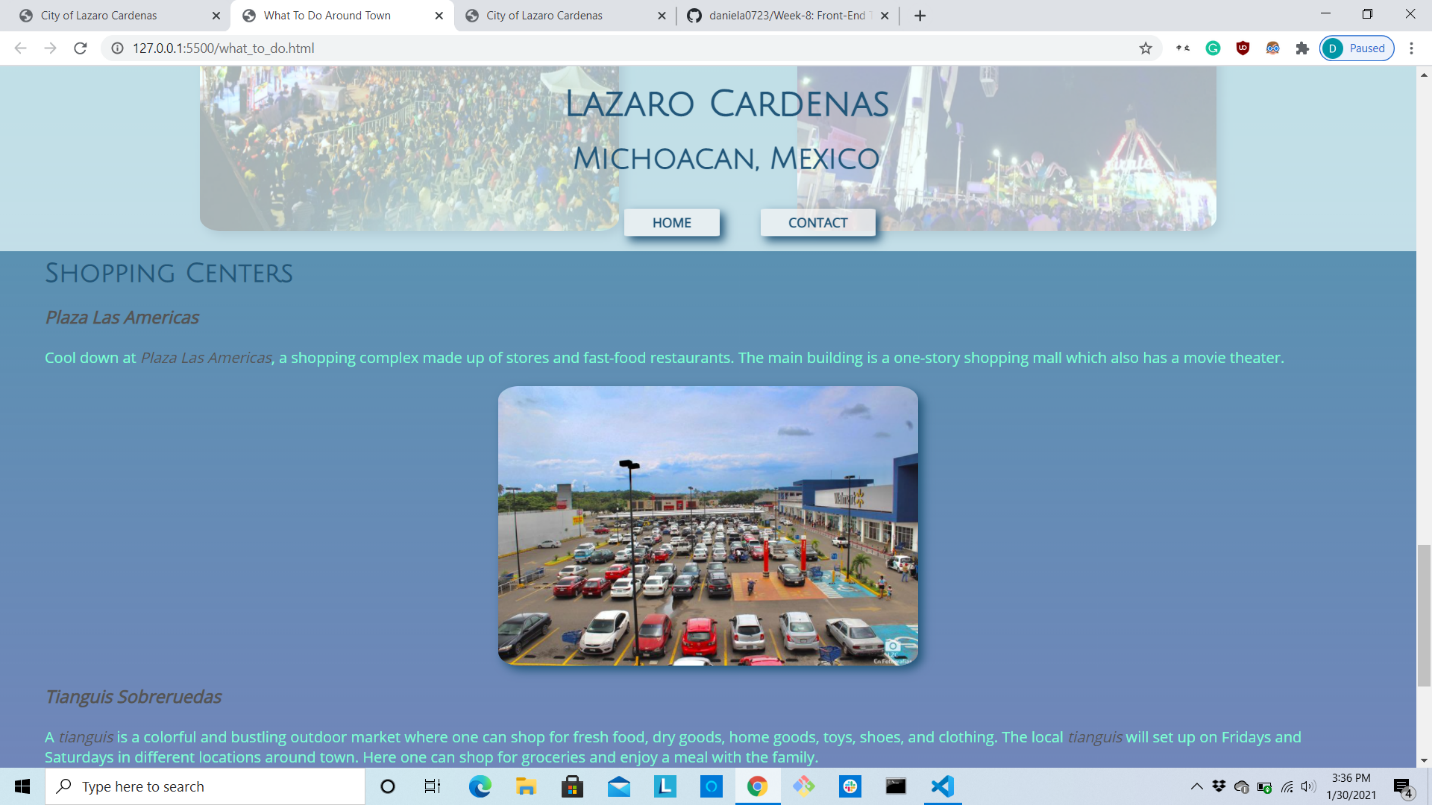 City of Lazaro Cardenas
What To Do Around Town
City of Lazaro Cardenas
daniela0723/Week-8: Front-End
127.0.0.1:5500/what_to_do.html
D
Paused
Lazaro Cardenas
Michoacan, Mexico
HOME
CONTACT
Shopping Centers
Plaza Las Americas
Cool down at Plaza Las Americas, a shopping complex made up of stores and fast-food restaurants. The main building is a one-story shopping mall which also has a movie theater.
Walmart
Tianguis Sobreruedas
A tianguis is a colorful and bustling outdoor market where one can shop for fresh food, dry goods, home goods, toys, shoes, and clothing. The local tianguis will set up on Fridays and
Saturdays in different locations around town. Here one can shop for groceries and enjoy a meal with the family.
Type here to search
L
3:36 PM
1/30/2021
4